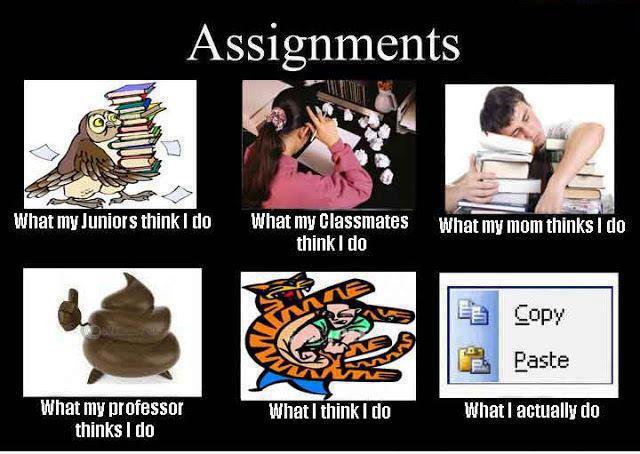 Assignments
What my Juniors think I do
What my Classmates
think I do
What my mom thinks I do
What my professor
thinks I do
What I think I do
Copy
Paste
What I actually do